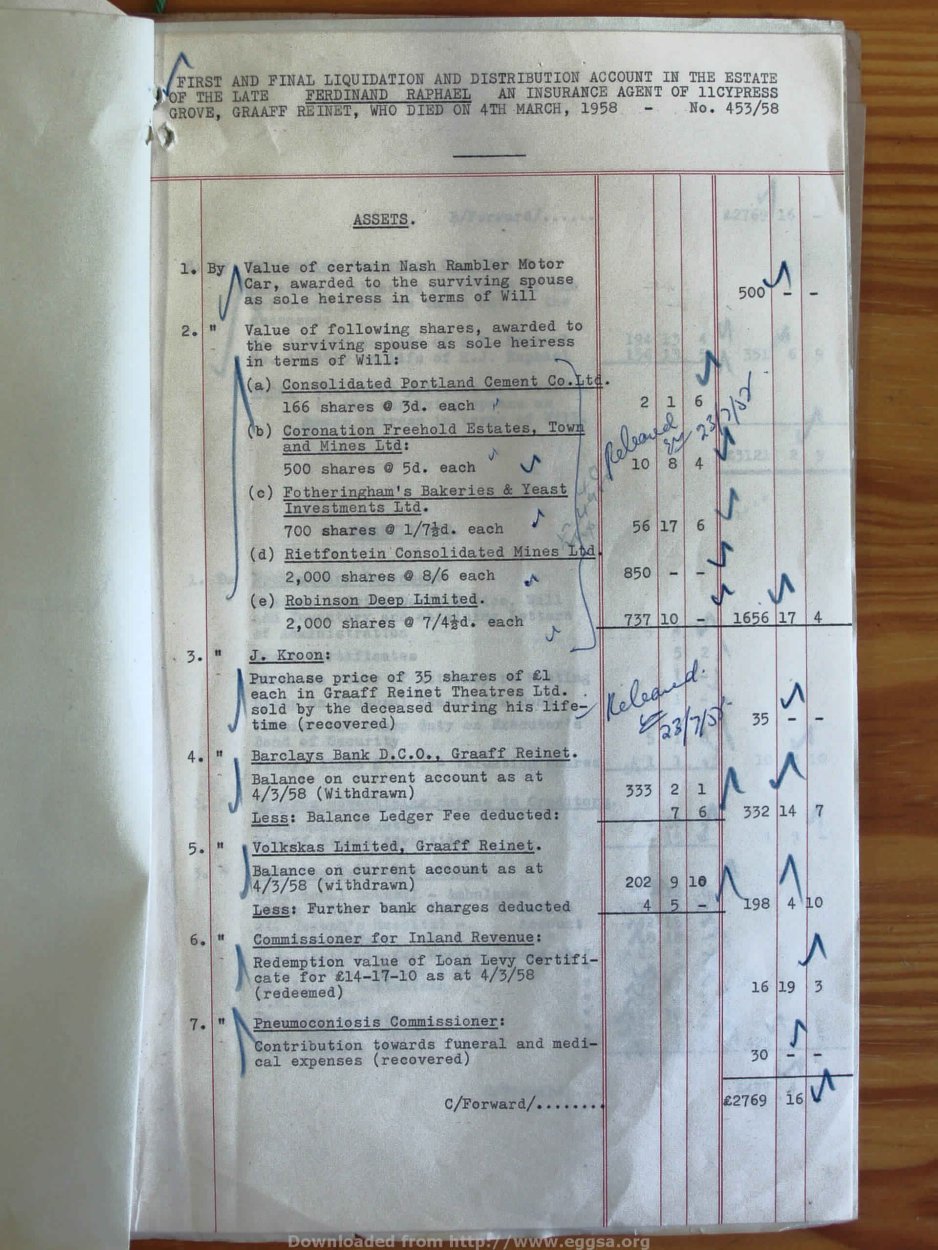 FIRST AND FINAL LIQUIDATION AND DISTRIBUTION ACCOUNT IN THE ESTATE
OF THE LATE FERDINAND RAPHAEL AN INSURANCE AGENT OF 11CYPRESS
GROVE, GRAAFF REINET, WHO DIED ON 4TH MARCH, 1958 - No. 453/58
ASSETS.
1. By Value of certain Nash Rambler Motor
Car, awarded to the surviving spouse
as sole heiress in terms of Will 500 - -
2. " Value of following shares, awarded to
the surviving spouse as sole heiress
in terms of Will:
(a) Consolidated Portland Cement Co.Ltd.
166 shares @ 3d. each 2 1 6
(b) Coronation Freehold Estates, Town
and Mines Ltd:
500 shares @ 5d. each 10 8 4
Released 23/7/58
(c) Fotheringham's Bakeries & Yeast
Investments Ltd.
700 shares @ 1/7½d. each 56 17 6
(d) Rietfontein Consolidated Mines Ltd.
2,000 shares @ 8/6 each 850 - -
(e) Robinson Deep Limited.
2,000 shares @ 7/4½d. each 737 10 - 1656 17 4
3. " J. Kroon:
Purchase price of 35 shares of £1
each in Graaff Reinet Theatres Ltd.
sold by the deceased during his life-
time (recovered) 35 - -
Released. 23/7/58
4. " Barclays Bank D.C.O., Graaff Reinet.
Balance on current account as at
4/3/58 (Withdrawn) 333 2 1
Less: Balance Ledger Fee deducted: 7 6 332 14 7
5. " Volkskas Limited, Graaff Reinet.
Balance on current account as at
4/3/58 (withdrawn) 202 9 10
Less: Further bank charges deducted 4 5 - 198 4 10
6. " Commissioner for Inland Revenue:
Redemption value of Loan Levy Certifi-
cate for £14-17-10 as at 4/3/58
(redeemed) 16 19 3
7. " Pneumoconiosis Commissioner:
Contribution towards funeral and medi-
cal expenses (recovered) 30 - -
C/Forward/........ £2769 16
Downloaded from http://www.eggsa.org